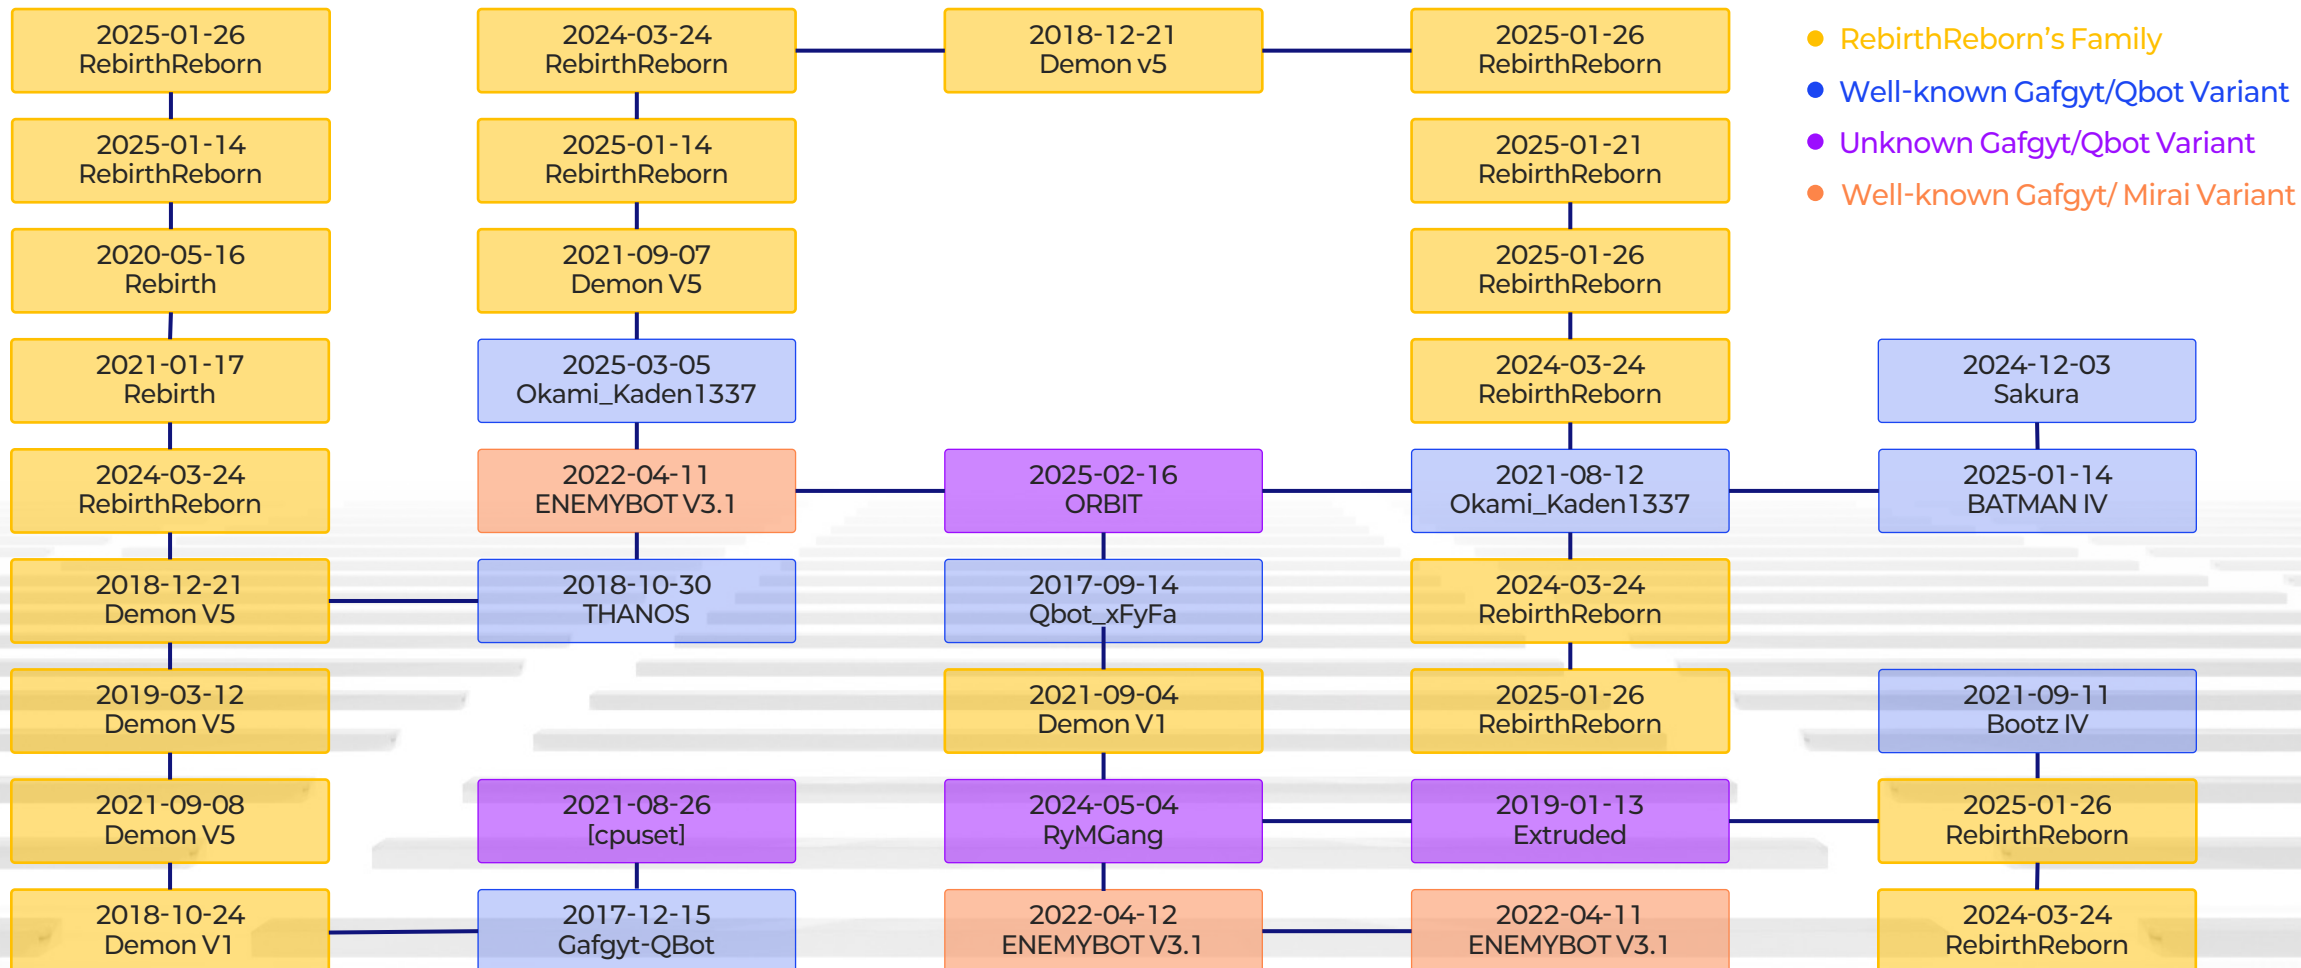 2025-01-26
RebirthReborn
2024-03-24
RebirthReborn
2018-12-21
Demon v5
2025-01-26
RebirthReborn
RebirthReborn’s Family
Well-known Gafgyt/Qbot Variant
Unknown Gafgyt/Qbot Variant
Well-known Gafgyt/ Mirai Variant
2025-01-14
RebirthReborn
2025-01-14
RebirthReborn
2025-01-21
RebirthReborn
2020-05-16
Rebirth
2021-09-07
Demon V5
2025-01-26
RebirthReborn
2021-01-17
Rebirth
2025-03-05
Okami_Kaden1337
2024-03-24
RebirthReborn
2024-12-03
Sakura
2024-03-24
RebirthReborn
2022-04-11
ENEMYBOT V3.1
2025-02-16
ORBIT
2021-08-12
Okami_Kaden1337
2025-01-14
BATMAN IV
2018-12-21
Demon V5
2018-10-30
THANOS
2017-09-14
Qbot_xFyFa
2024-03-24
RebirthReborn
2019-03-12
Demon V5
2021-09-04
Demon V1
2025-01-26
RebirthReborn
2021-09-11
Bootz IV
2021-09-08
Demon V5
2021-08-26
[cpuset]
2024-05-04
RyMGang
2019-01-13
Extruded
2025-01-26
RebirthReborn
2018-10-24
Demon V1
2017-12-15
Gafgyt-QBot
2022-04-12
ENEMYBOT V3.1
2022-04-11
ENEMYBOT V3.1
2024-03-24
RebirthReborn